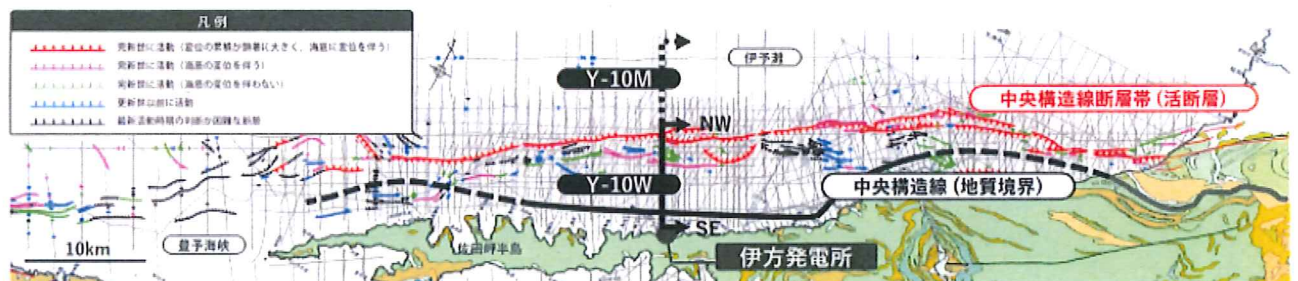 凡例
完新世に活動(変位の累積が顕著に大きく、海底に変位を伴う)
完新世に活動(海底の変位を伴う)
完新世に活動(海底の変位を伴わない)
更新世以前に活動
最新活動時期の判断が困難な断層
Y-10M
伊予灘
中央構造線断層帯(活断層)
NW
Y-10W
中央構造線(地質境界)
SE
10km
豊予海峡
佐田岬半島
伊方発電所